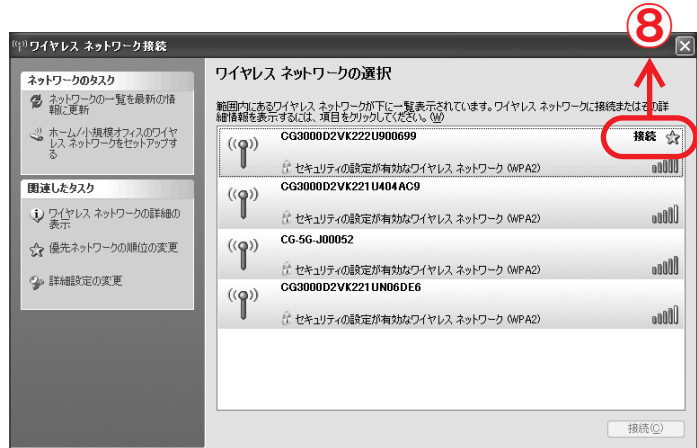 ⑧
ワイヤレス ネットワーク接続
ネットワークのタスク
ネットワークの一覧を最新の情
報に更新
ホーム/小規模オフィスのワイヤ
レス ネットワークをセットアップす
る
関連したタスク
ワイヤレス ネットワークの詳細の
表示
優先ネットワークの順位の変更
詳細設定の変更
ワイヤレス ネットワークの選択
範囲内にあるワイヤレス ネットワークが下に一覧表示されています。ワイヤレス ネットワークに接続またはその詳
細情報を表示するには、項目をクリックしてください。(W)
CG3000D2VK222U900699
接続
セキュリティの設定が有効なワイヤレス ネットワーク (WPA2)
CG3000D2VK221U404AC9
セキュリティの設定が有効なワイヤレス ネットワーク (WPA2)
CG-5G-J00052
セキュリティの設定が有効なワイヤレス ネットワーク (WPA2)
CG3000D2VK221UN06DE6
セキュリティの設定が有効なワイヤレス ネットワーク (WPA2)
接続(C)